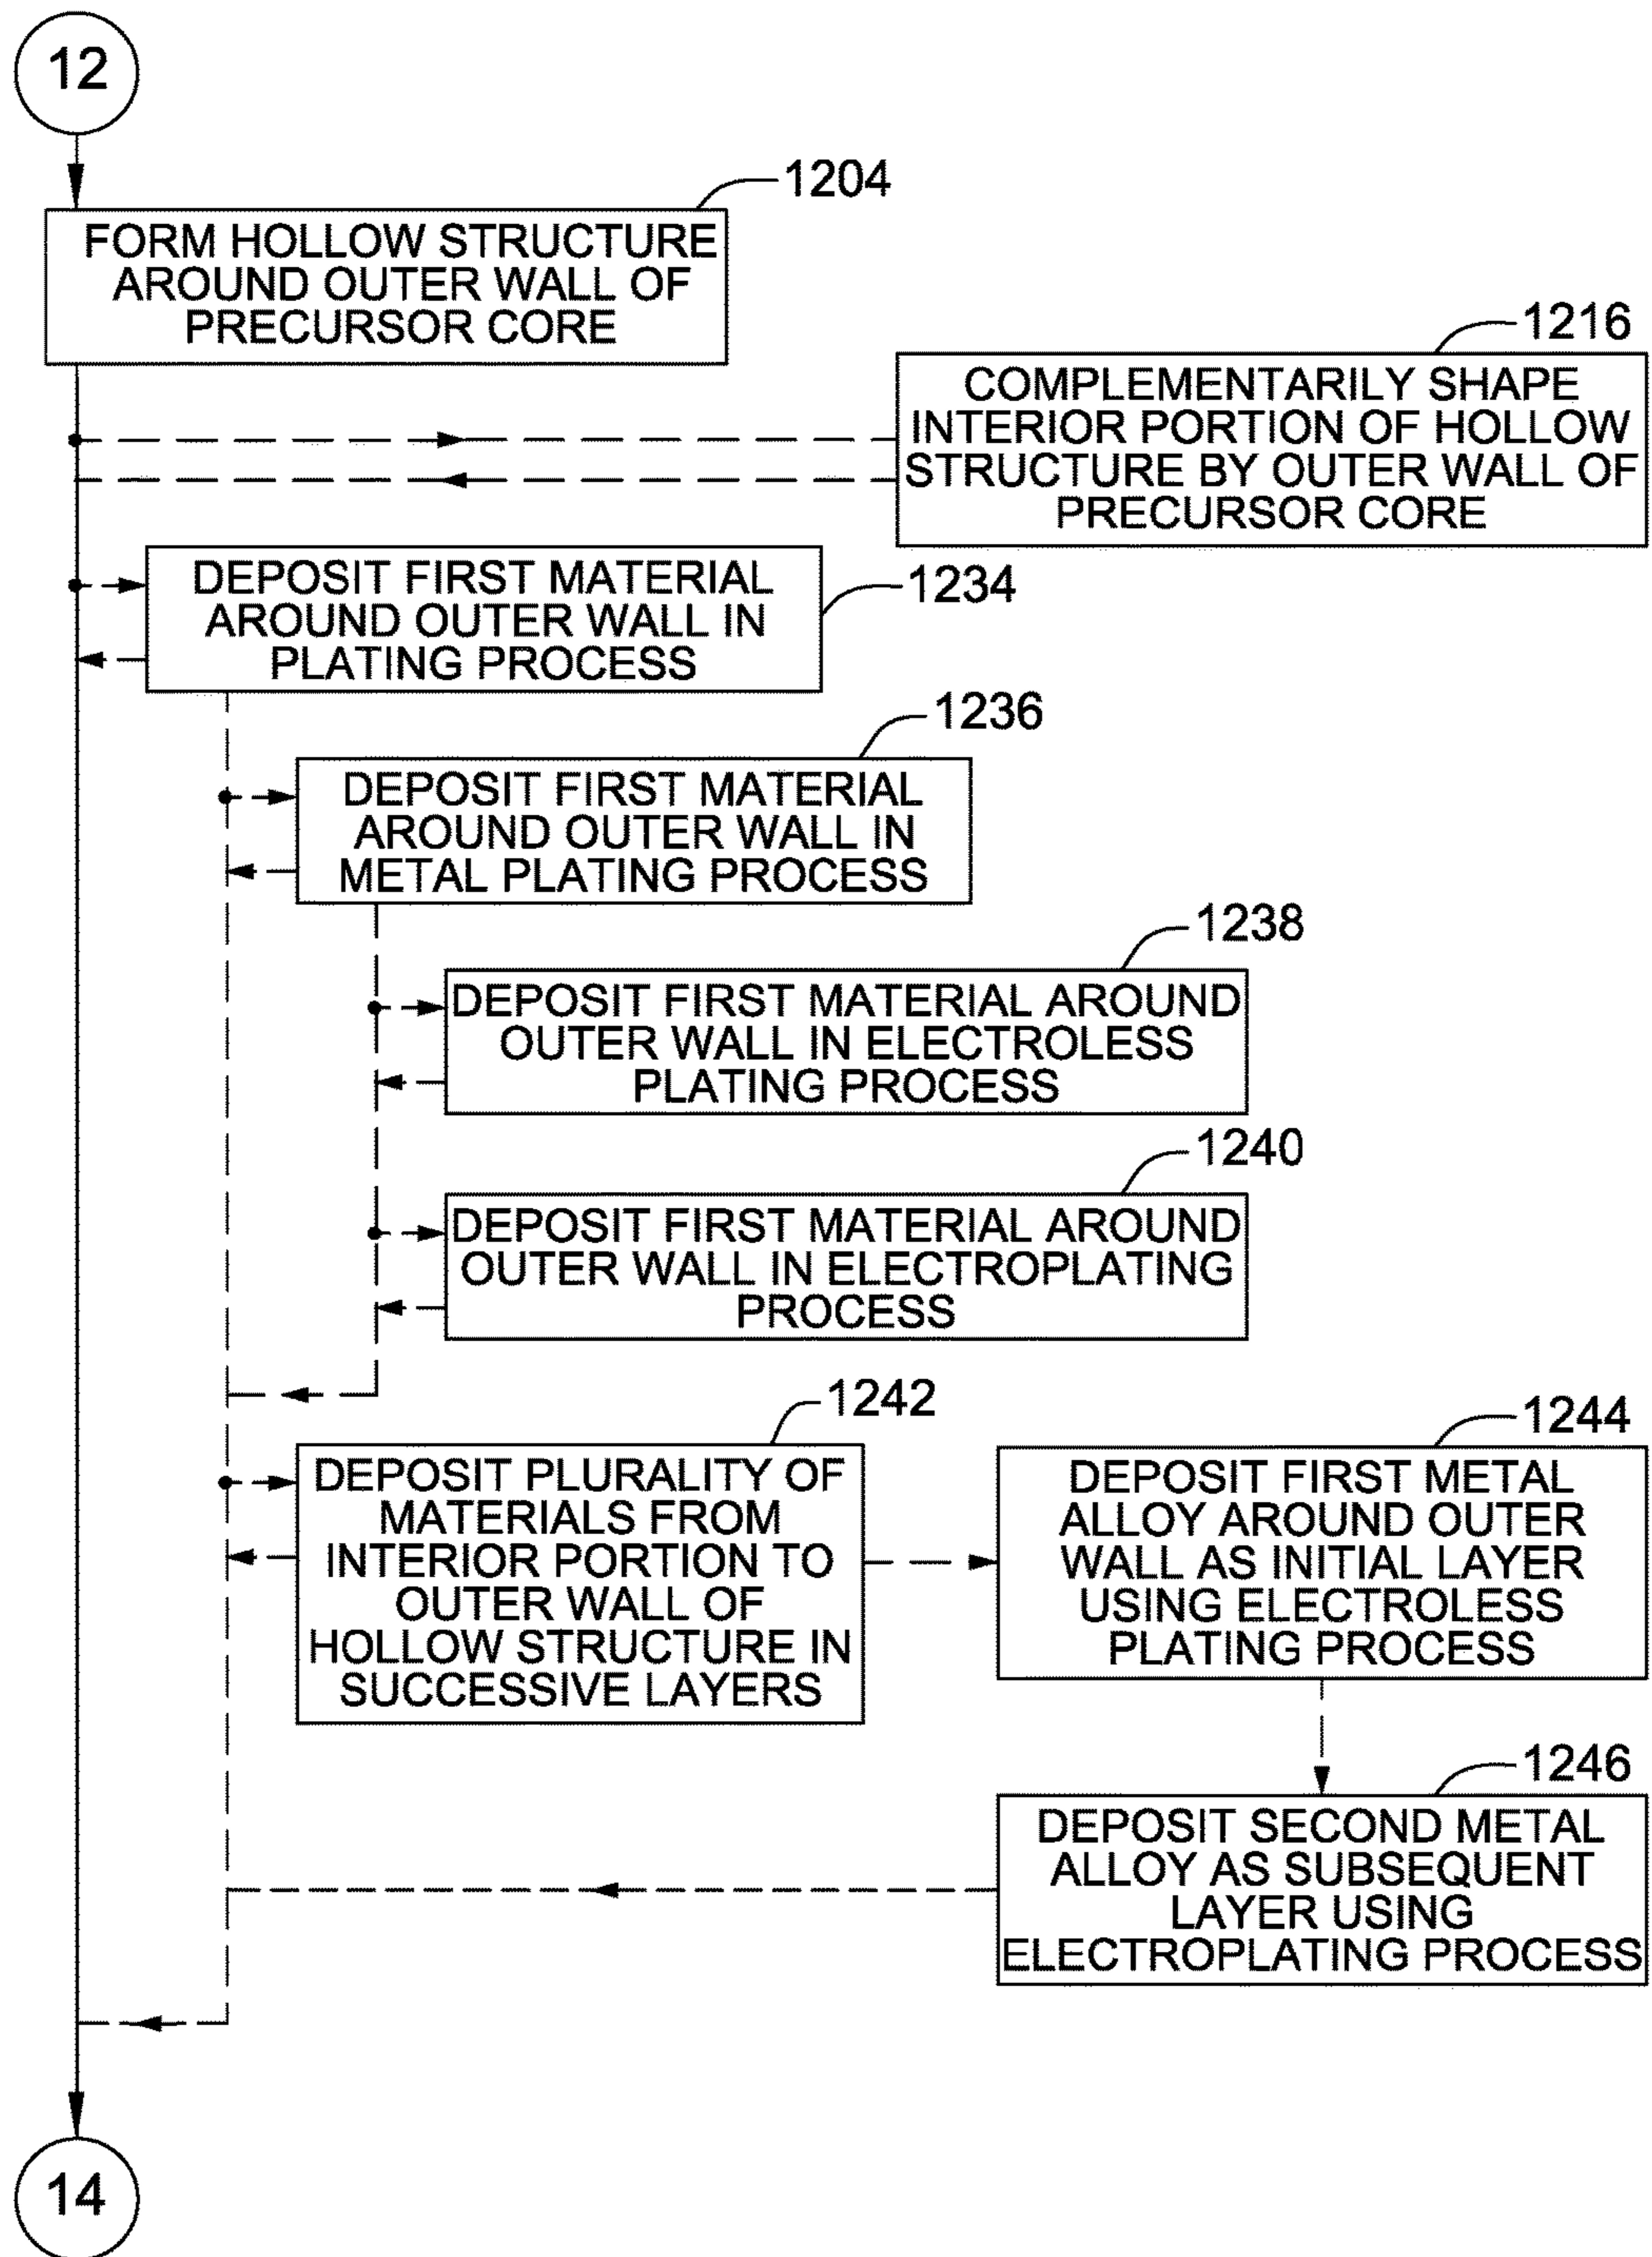 12
1204
FORM HOLLOW STRUCTURE
AROUND OUTER WALL OF
PRECURSOR CORE
1216
COMPLEMENTARILY SHAPE
INTERIOR PORTION OF HOLLOW
STRUCTURE BY OUTER WALL OF
PRECURSOR CORE
1234
DEPOSIT FIRST MATERIAL
AROUND OUTER WALL IN
PLATING PROCESS
1236
DEPOSIT FIRST MATERIAL
AROUND OUTER WALL IN
METAL PLATING PROCESS
1238
DEPOSIT FIRST MATERIAL AROUND
OUTER WALL IN ELECTROLESS
PLATING PROCESS
1240
DEPOSIT FIRST MATERIAL AROUND
OUTER WALL IN ELECTROPLATING
PROCESS
1242
DEPOSIT PLURALITY OF
MATERIALS FROM
INTERIOR PORTION TO
OUTER WALL OF
HOLLOW STRUCTURE IN
SUCCESSIVE LAYERS
1244
DEPOSIT FIRST METAL
ALLOY AROUND OUTER
WALL AS INITIAL LAYER
USING ELECTROLESS
PLATING PROCESS
1246
DEPOSIT SECOND METAL
ALLOY AS SUBSEQUENT
LAYER USING
ELECTROPLATING PROCESS
14